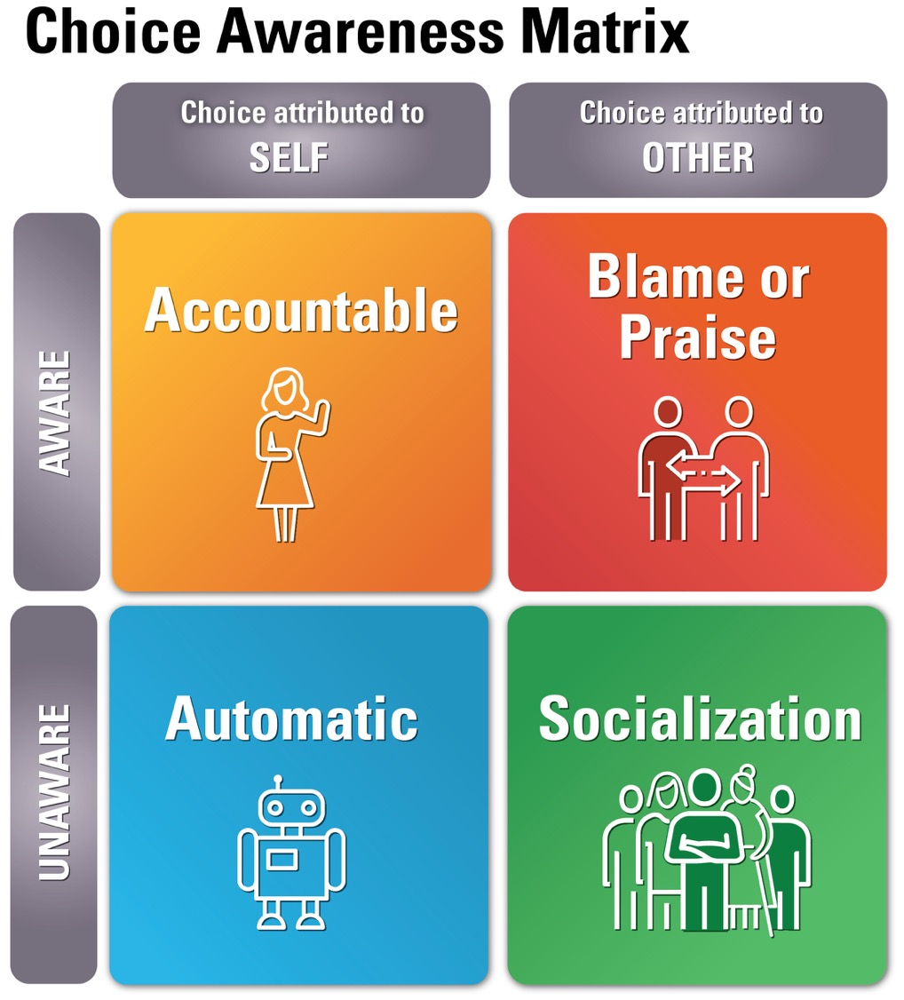 Choice Awareness Matrix
Choice attributed to
SELF
Choice attributed to
OTHER
AWARE
Accountable
Blame or
Praise
UNAWARE
Automatic
Socialization